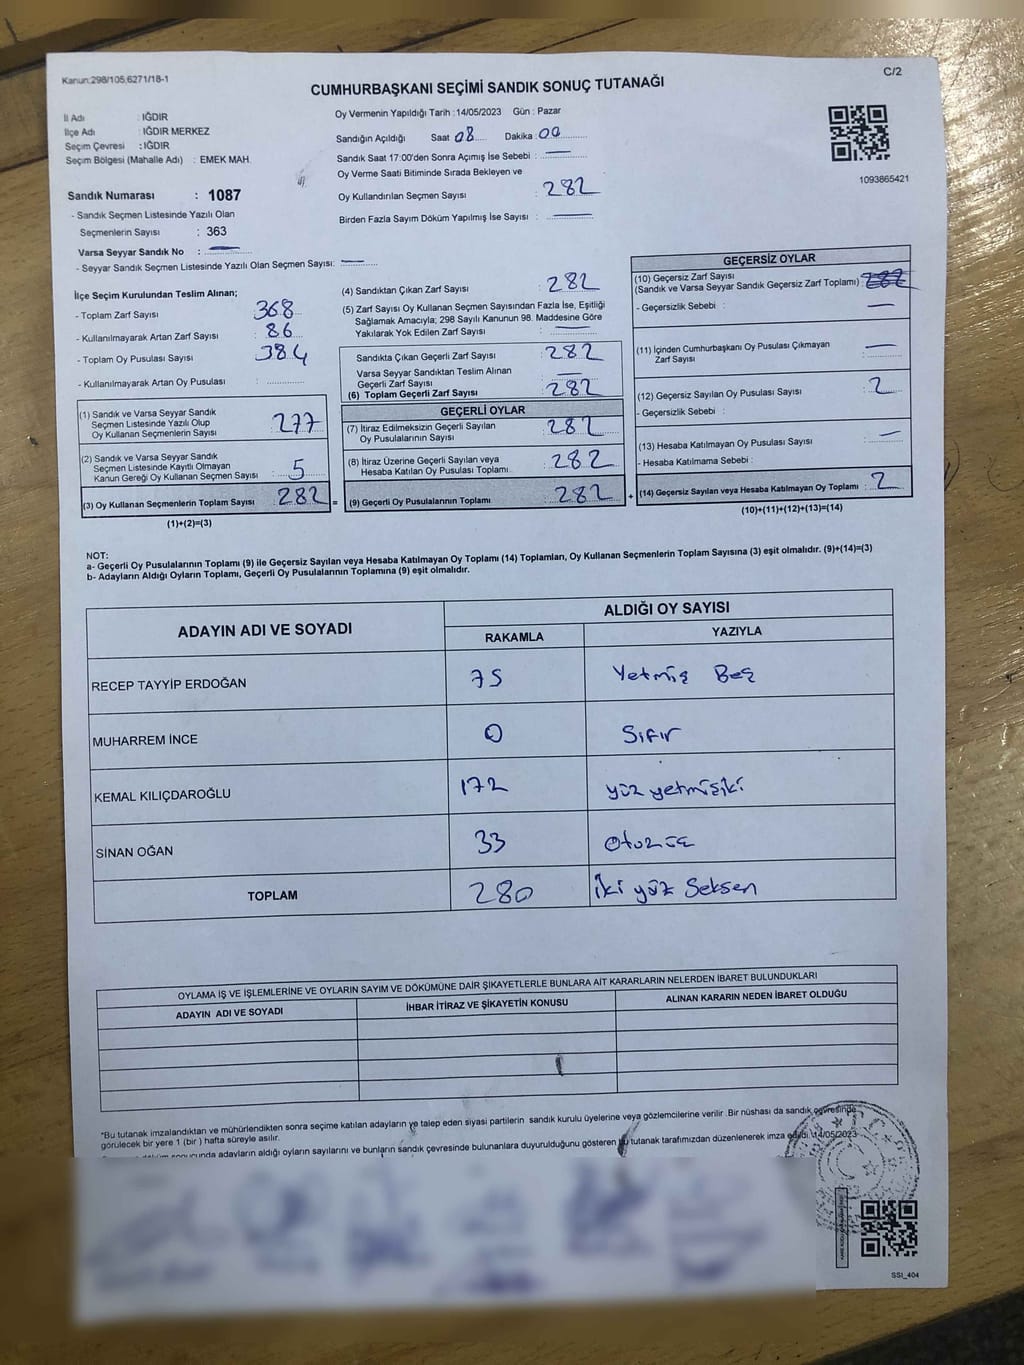 Kanun:298/105,6271/18-1
C/2
CUMHURBAŞKANI SEÇİMİ SANDIK SONUÇ TUTANAĞI
İl Adı : IĞDIR
İlçe Adı : IĞDIR MERKEZ
Seçim Çevresi : IĞDIR
Seçim Bölgesi (Mahalle Adı) : EMEK MAH.
Sandık Numarası : 1087
- Sandık Seçmen Listesinde Yazılı Olan
Seçmenlerin Sayısı : 363
Varsa Seyyar Sandık No : —
- Seyyar Sandık Seçmen Listesinde Yazılı Olan Seçmen Sayısı: —
Oy Vermenin Yapıldığı Tarih :14/05/2023 Gün : Pazar
Sandığın Açıldığı Saat :08 Dakika :00
Sandık Saat 17:00'den Sonra Açımış İse Sebebi : —
Oy Verme Saati Bitiminde Sırada Bekleyen ve
Oy Kullandırılan Seçmen Sayısı : 282
Birden Fazla Sayım Döküm Yapılmış İse Sayısı : —
1093865421
İlçe Seçim Kurulundan Teslim Alınan;
- Toplam Zarf Sayısı : 368
- Kullanılmayarak Artan Zarf Sayısı : 86
- Toplam Oy Pusulası Sayısı : 384
- Kullanılmayarak Artan Oy Pusulası :
(1) Sandık ve Varsa Seyyar Sandık
Seçmen Listesinde Yazılı Olup
Oy Kullanan Seçmenlerin Sayısı : 277
(2) Sandık ve Varsa Seyyar Sandık
Seçmen Listesinde Kayıtlı Olmayan
Kanun Gereği Oy Kullanan Seçmen Sayısı : 5
(3) Oy Kullanan Seçmenlerin Toplam Sayısı : 282 =
(1)+(2)=(3)
(4) Sandıktan Çıkan Zarf Sayısı : 282
(5) Zarf Sayısı Oy Kullanan Seçmen Sayısından Fazla İse, Eşitliği
Sağlamak Amacıyla; 298 Sayılı Kanunun 98. Maddesine Göre
Yakılarak Yok Edilen Zarf Sayısı : —
Sandıkta Çıkan Geçerli Zarf Sayısı : 282
Varsa Seyyar Sandıktan Teslim Alınan
Geçerli Zarf Sayısı : —
(6) Toplam Geçerli Zarf Sayısı : 282
GEÇERLİ OYLAR
(7) İtiraz Edilmeksizin Geçerli Sayılan
Oy Pusulalarının Sayısı : 282
(8) İtiraz Üzerine Geçerli Sayılan veya
Hesaba Katılan Oy Pusulası Toplamı : 282
(9) Geçerli Oy Pusulalarının Toplamı : 282 +
GEÇERSİZ OYLAR
(10) Geçersiz Zarf Sayısı
(Sandık ve Varsa Seyyar Sandık Geçersiz Zarf Toplamı) : 282
- Geçersizlik Sebebi : —
(11) İçinden Cumhurbaşkanı Oy Pusulası Çıkmayan
Zarf Sayısı : —
(12) Geçersiz Sayılan Oy Pusulası Sayısı : 2
- Geçersizlik Sebebi :
(13) Hesaba Katılmayan Oy Pusulası Sayısı : —
- Hesaba Katılmama Sebebi :
(14) Geçersiz Sayılan veya Hesaba Katılmayan Oy Toplamı : 2
(10)+(11)+(12)+(13)=(14)
NOT:
a- Geçerli Oy Pusulalarının Toplamı (9) ile Geçersiz Sayılan veya Hesaba Katılmayan Oy Toplamı (14) Toplamları, Oy Kullanan Seçmenlerin Toplam Sayısına (3) eşit olmalıdır. (9)+(14)=(3)
b- Adayların Aldığı Oyların Toplamı, Geçerli Oy Pusulalarının Toplamına (9) eşit olmalıdır.
ADAYIN ADI VE SOYADI
ALDIĞI OY SAYISI
RAKAMLA YAZIYLA
RECEP TAYYİP ERDOĞAN 75 Yetmiş Beş
MUHARREM İNCE 0 Sıfır
KEMAL KILIÇDAROĞLU 172 yüz yetmişiki
SİNAN OĞAN 33 Otuzüç
TOPLAM 280 İki yüz Seksen
OYLAMA İŞ VE İŞLEMLERİNE VE OYLARIN SAYIM VE DÖKÜMÜNE DAİR ŞİKAYETLERLE BUNLARA AİT KARARLARIN NELERDEN İBARET BULUNDUKLARI
ADAYIN ADI VE SOYADI İHBAR İTİRAZ VE ŞİKAYETİN KONUSU ALINAN KARARIN NEDEN İBARET OLDUĞU
*Bu tutanak imzalandıktan ve mühürlendikten sonra seçime katılan adayların ve talep eden siyasi partilerin sandık kurulu üyelerine veya gözlemcilerine verilir .Bir nüshası da sandık çevresinde
görülecek bir yere 1 (bir ) hafta süreyle asılır.
sonucunda adayların aldığı oyların sayılarını ve bunların sandık çevresinde bulunanlara duyurulduğunu gösteren bu tutanak tarafımızdan düzenlenerek imza edildi. 14/05/2023
SSI_404